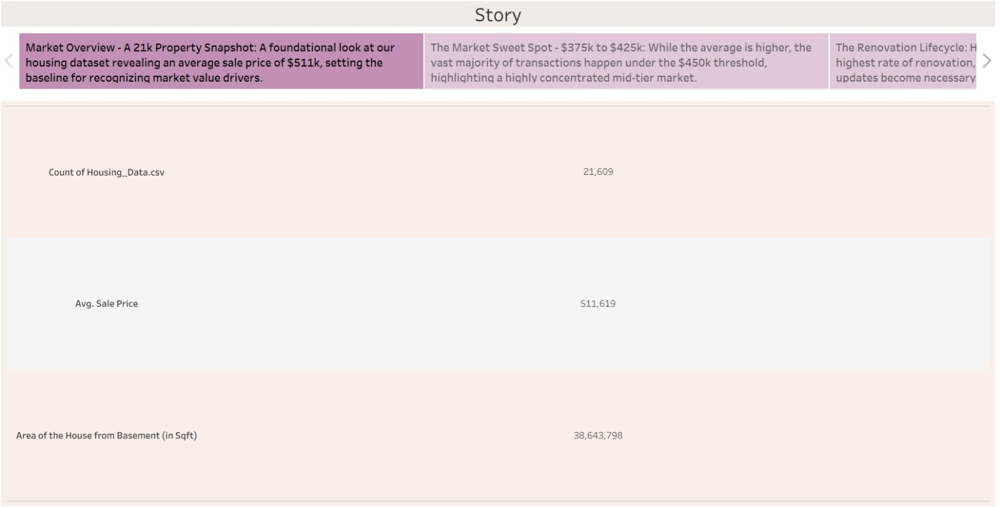 Story
Market Overview - A 21k Property Snapshot: A foundational look at our
housing dataset revealing an average sale price of $511k, setting the
baseline for recognizing market value drivers.
The Market Sweet Spot - $375k to $425k: While the average is higher, the
vast majority of transactions happen under the $450k threshold,
highlighting a highly concentrated mid-tier market.
The Renovation Lifecycle: H
highest rate of renovation,
updates become necessary
Count of Housing_Data.csv 21,609
Avg. Sale Price 511,619
Area of the House from Basement (in Sqft) 38,643,798